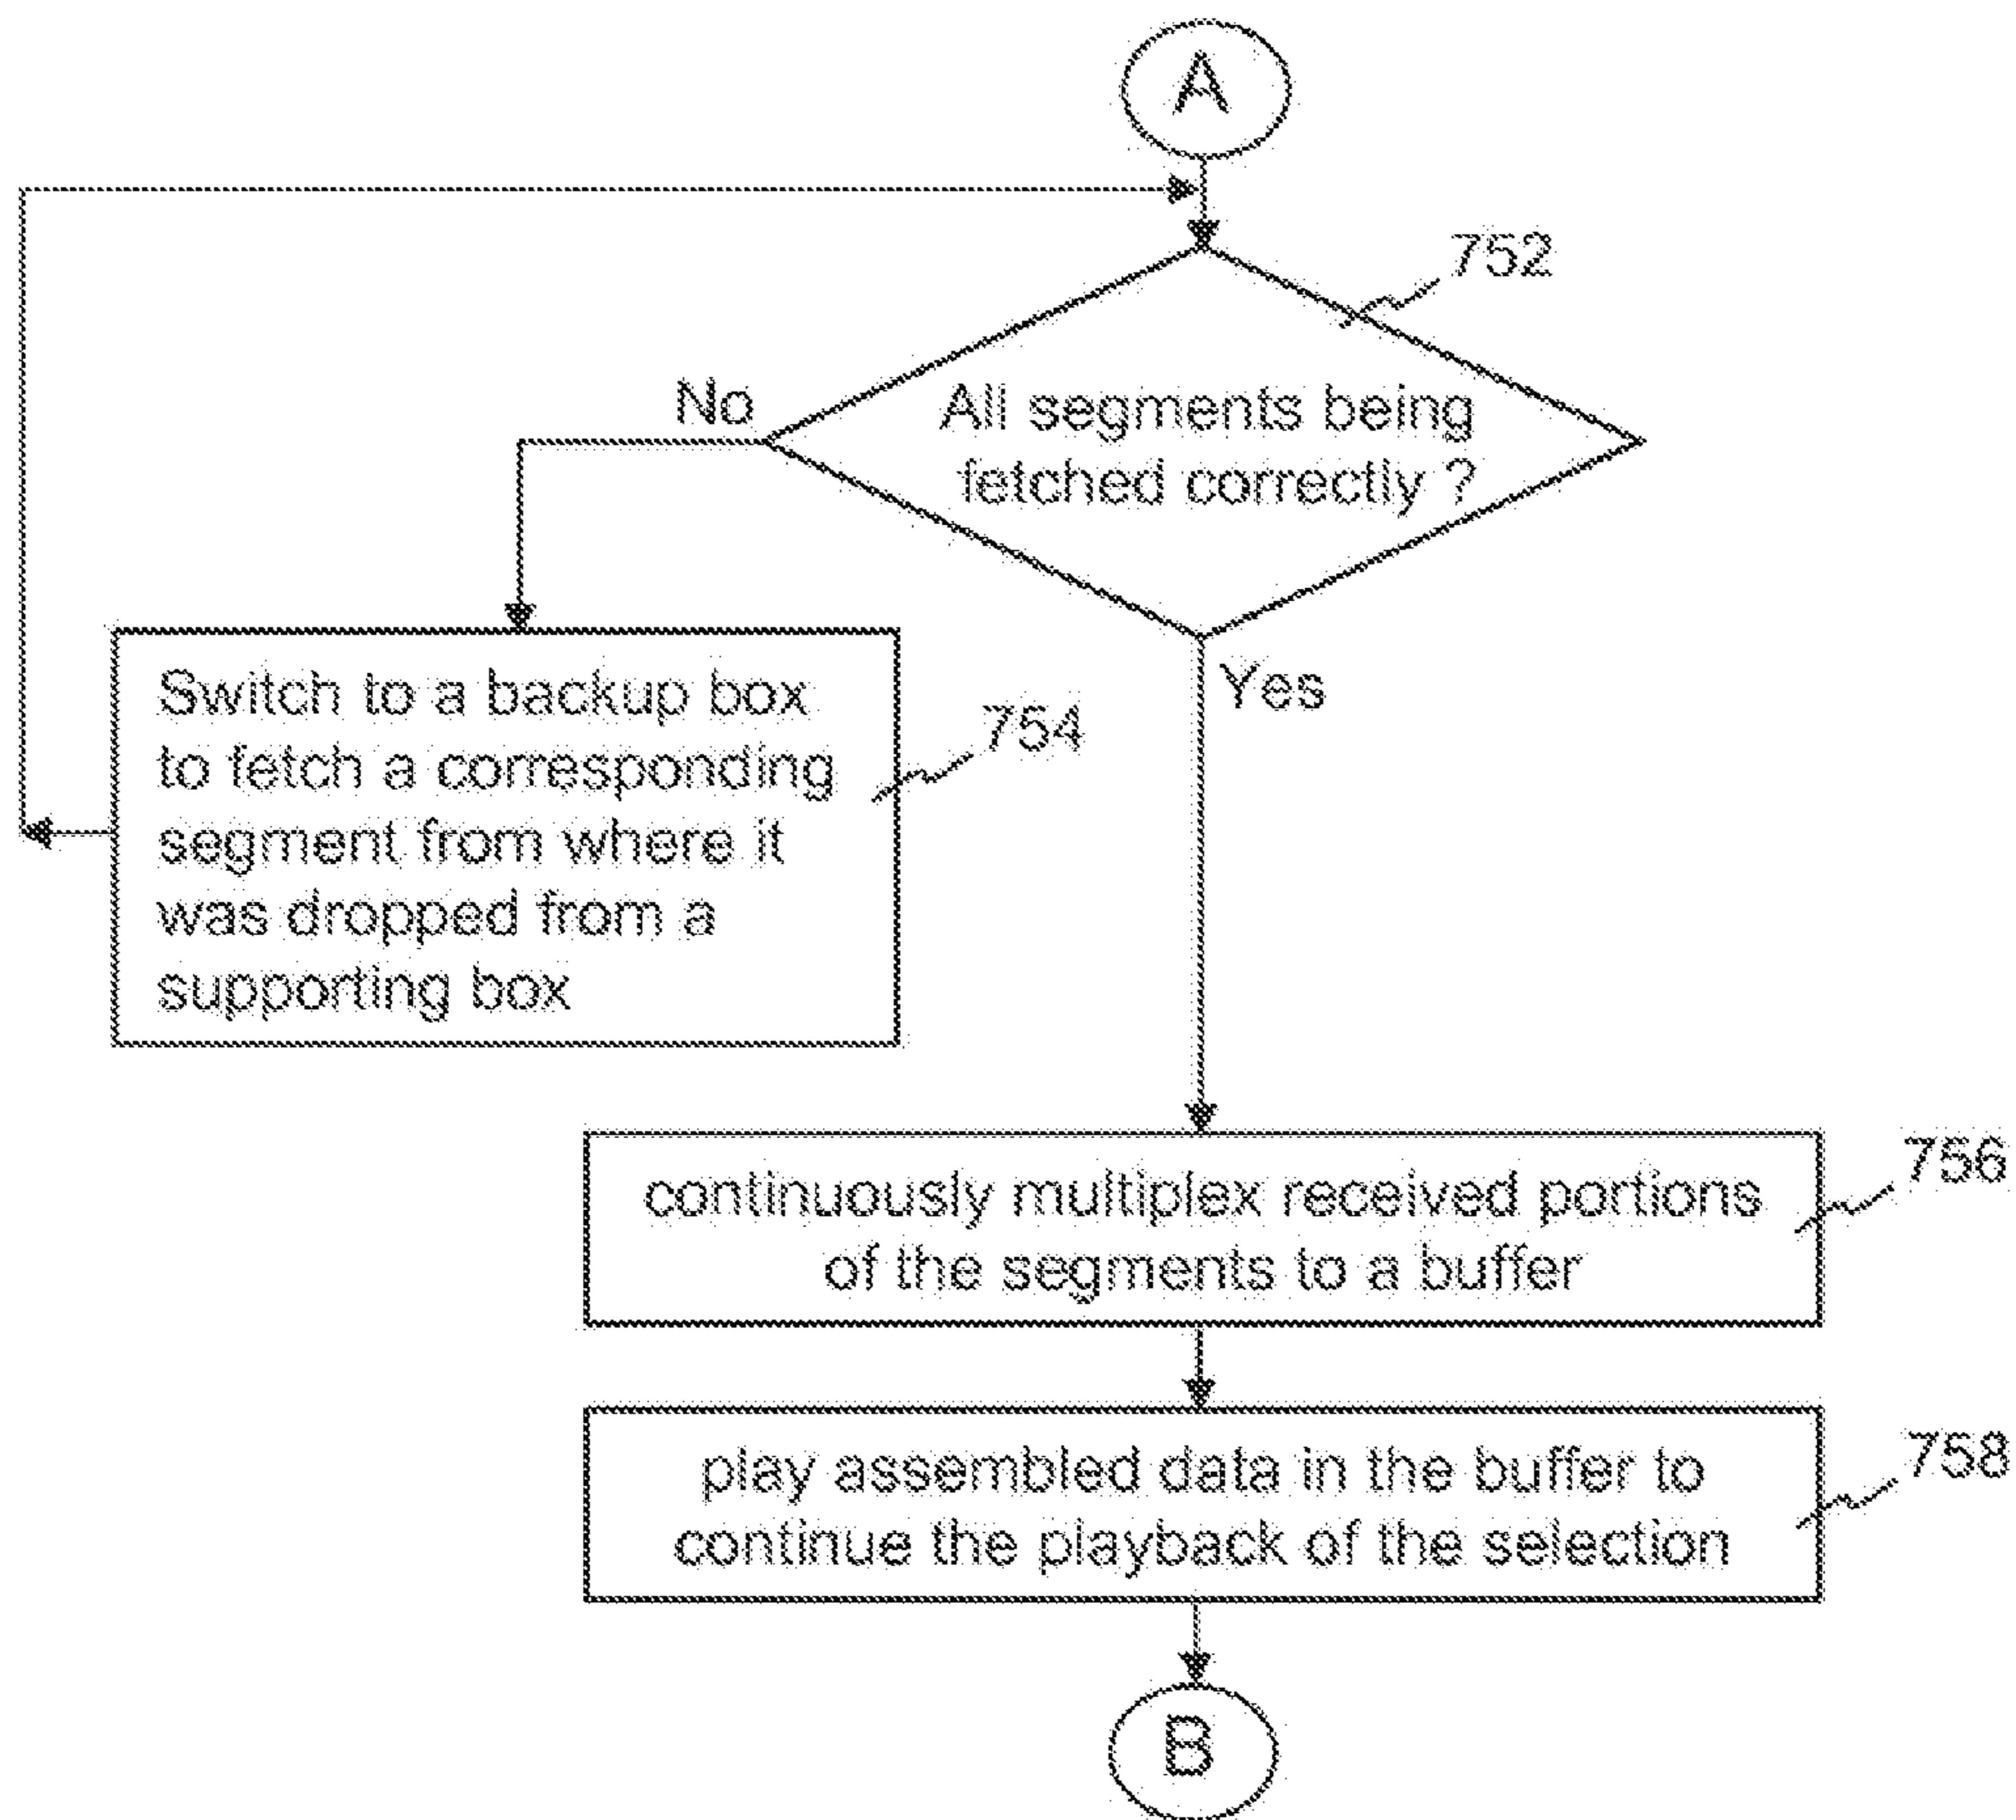 A
752
No
All segments being
fetched correctly ?
Yes
Switch to a backup box
to fetch a corresponding
segment from where it
was dropped from a
supporting box
754
continuously multiplex received portions
of the segments to a buffer
756
play assembled data in the buffer to
continue the playback of the selection
758
B